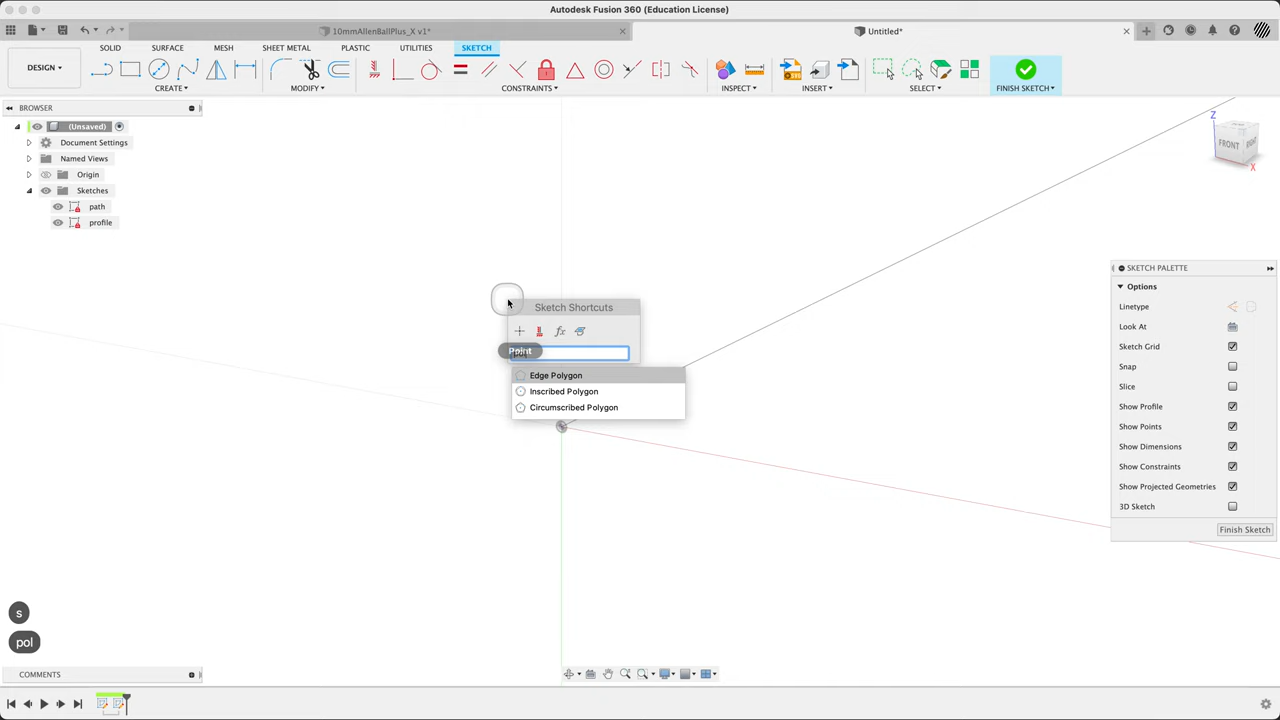 Autodesk Fusion 360 (Education License)
10mmAllenBallPlus_X v1*
Untitled*
SOLID
SURFACE
MESH
SHEET METAL
PLASTIC
UTILITIES
SKETCH
DESIGN
CREATE
MODIFY
CONSTRAINTS
INSPECT
INSERT
SELECT
FINISH SKETCH
BROWSER
(Unsaved)
Document Settings
Named Views
Origin
Sketches
path
profile
Z
FRONT
X
Sketch Shortcuts
fx
Point
Edge Polygon
Inscribed Polygon
Circumscribed Polygon
SKETCH PALETTE
Options
Linetype
Look At
Sketch Grid
Snap
Slice
Show Profile
Show Points
Show Dimensions
Show Constraints
Show Projected Geometries
3D Sketch
Finish Sketch
s
pol
COMMENTS